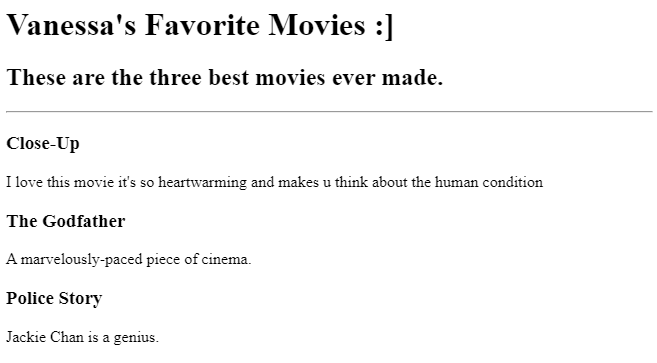 Vanessa's Favorite Movies :]
These are the three best movies ever made.
Close-Up
I love this movie it's so heartwarming and makes u think about the human condition
The Godfather
A marvelously-paced piece of cinema.
Police Story
Jackie Chan is a genius.